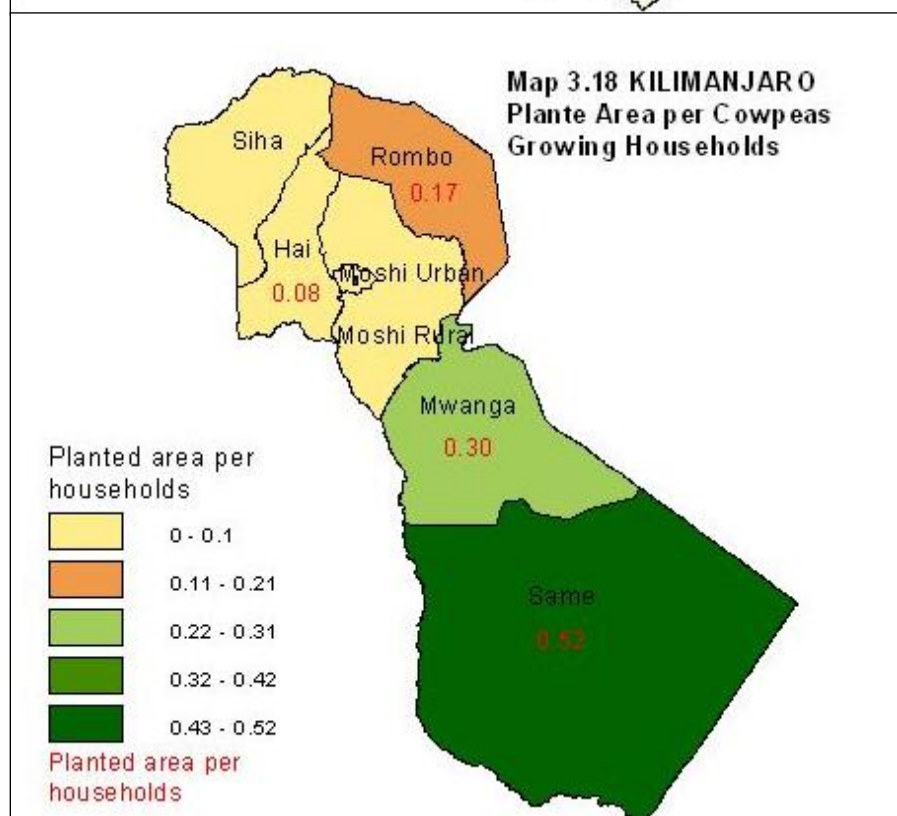 Map 3.18 KILIMANJARO
Plante Area per Cowpeas
Growing Households
Siha
Rombo
0.17
Hai
0.08
Moshi Urban
Moshi Rural
Mwanga
0.30
Same
0.52
Planted area per
households
0 - 0.1
0.11 - 0.21
0.22 - 0.31
0.32 - 0.42
0.43 - 0.52
Planted area per
households